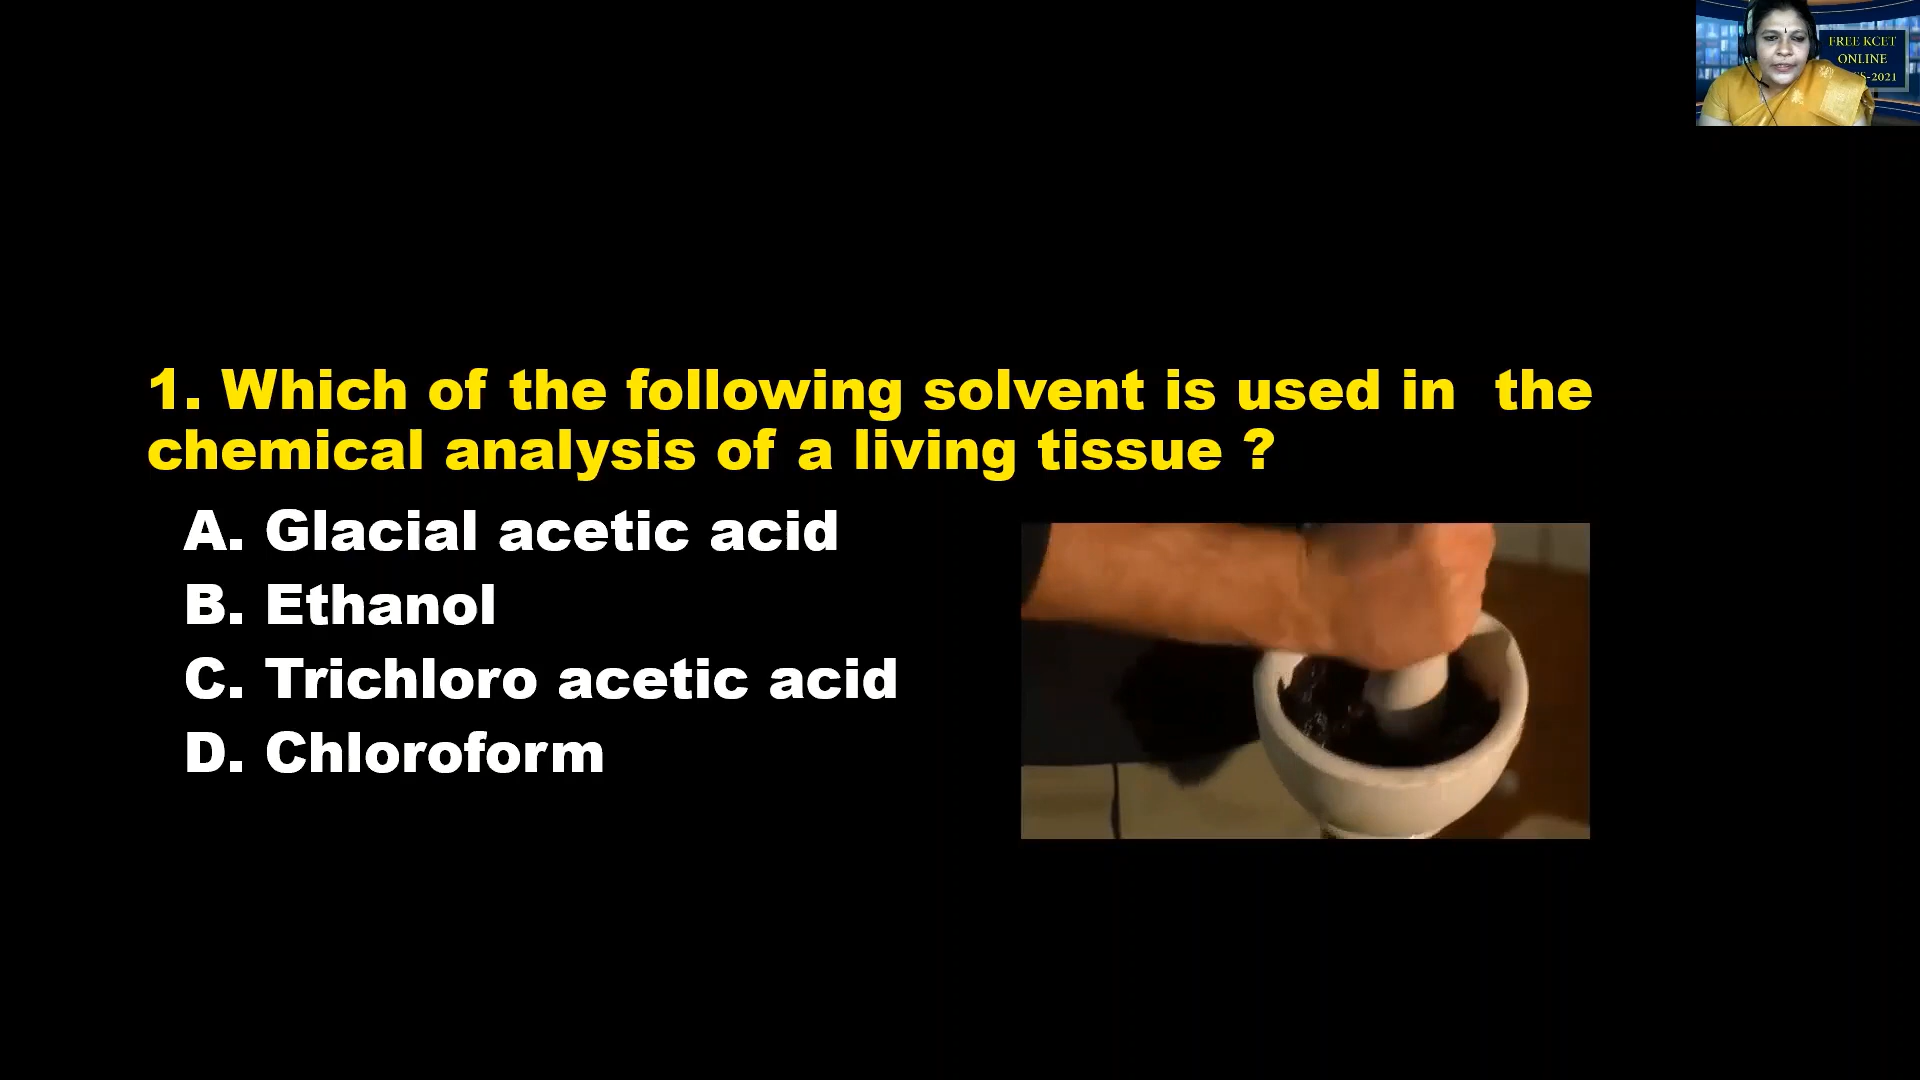 FREE KCET
ONLINE
-2021
1. Which of the following solvent is used in the
chemical analysis of a living tissue ?
A. Glacial acetic acid
B. Ethanol
C. Trichloro acetic acid
D. Chloroform